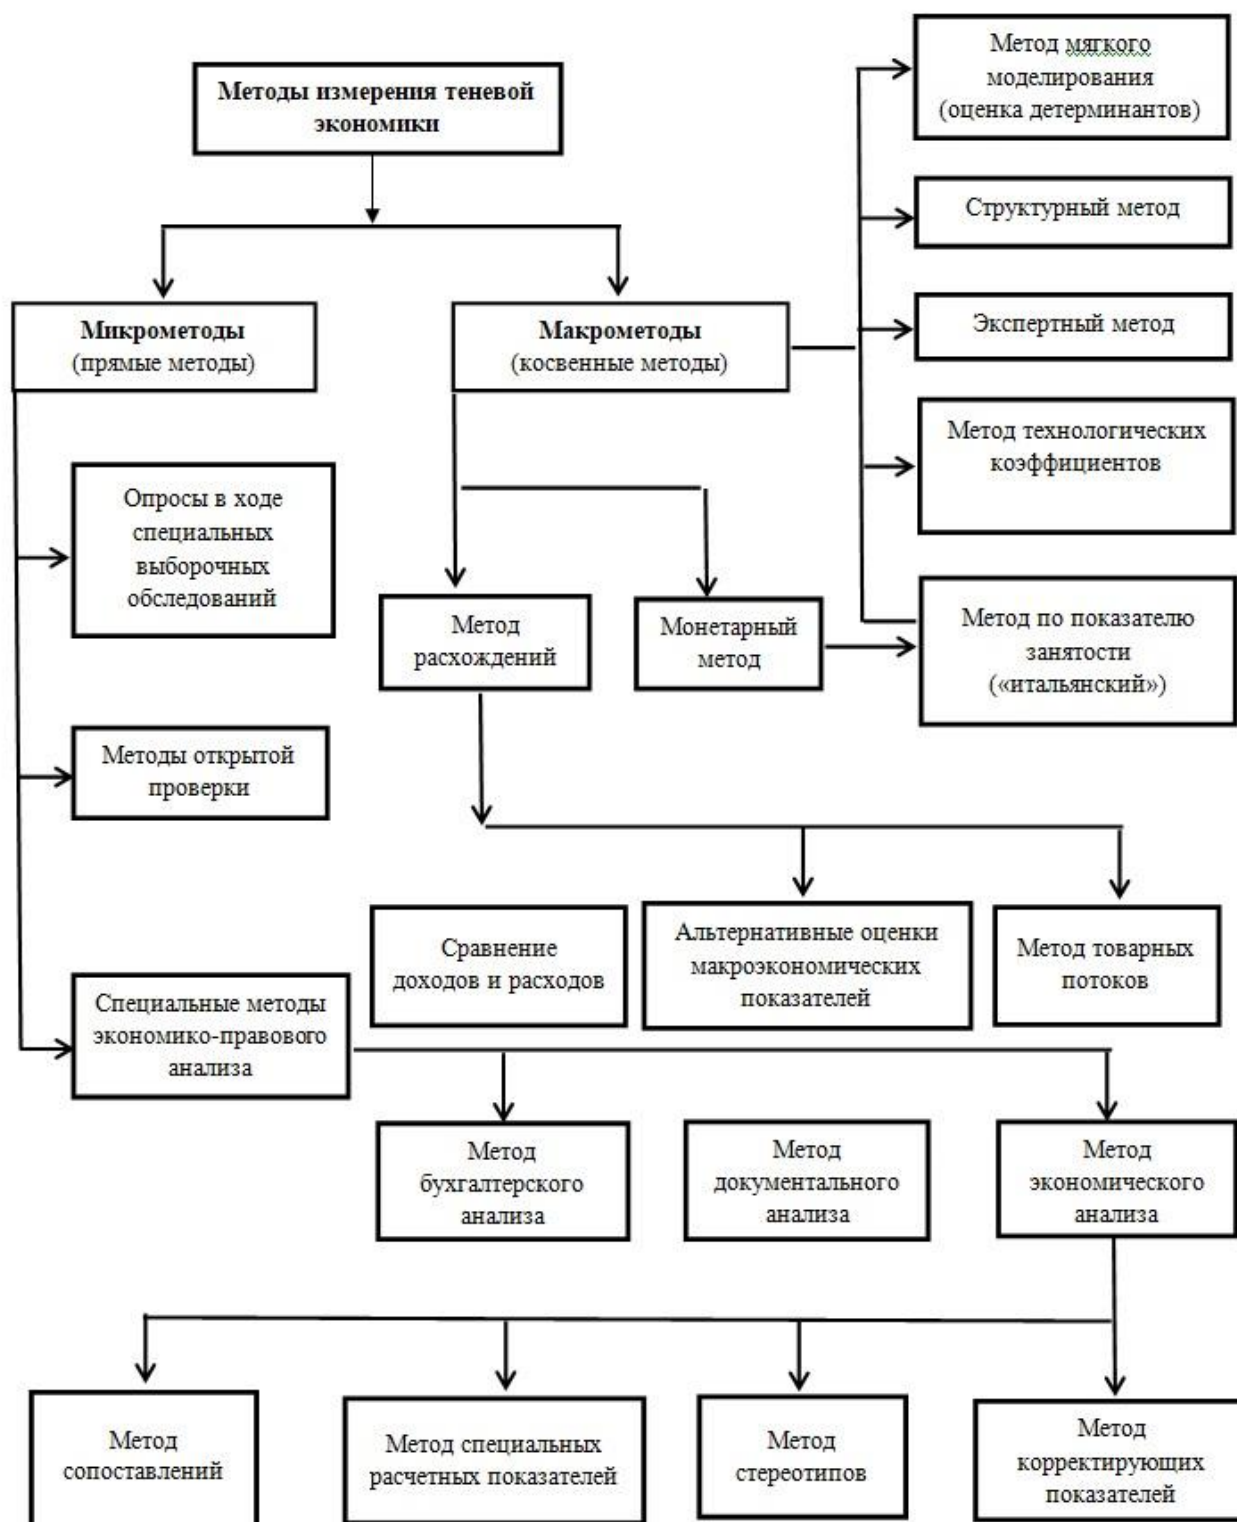 Методы измерения теневой
экономики
Метод мягкого
моделирования
(оценка детерминантов)
Структурный метод
Экспертный метод
Метод технологических
коэффициентов
Метод по показателю
занятости
(«итальянский»)
Микрометоды
(прямые методы)
Макрометоды
(косвенные методы)
Опросы в ходе
специальных
выборочных
обследований
Метод
расхождений
Монетарный
метод
Методы открытой
проверки
Сравнение
доходов и расходов
Альтернативные оценки
макроэкономических
показателей
Метод товарных
потоков
Специальные методы
экономико-правового
анализа
Метод
бухгалтерского
анализа
Метод
документального
анализа
Метод
экономического
анализа
Метод
сопоставлений
Метод специальных
расчетных показателей
Метод
стереотипов
Метод
корректирующих
показателей